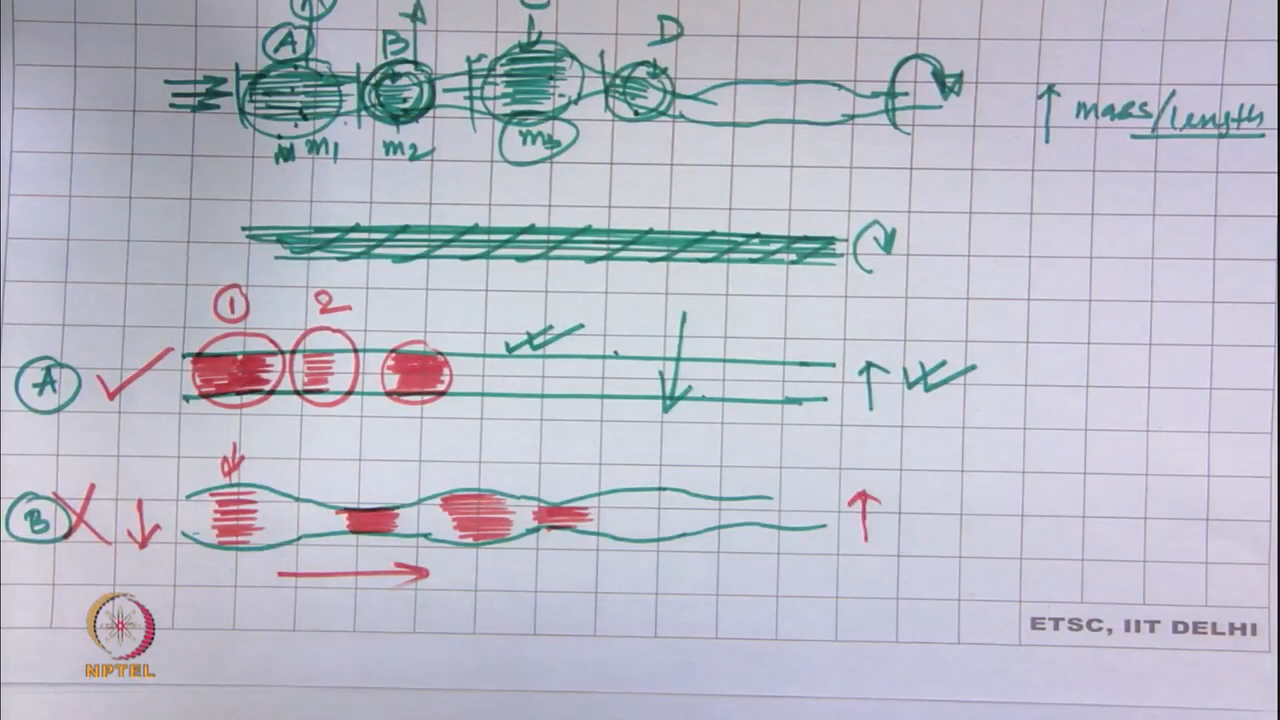 A B C D
m m1 m2 m3
↑ mass/length
1 2
A
B
ETSC, IIT DELHI
NPTEL